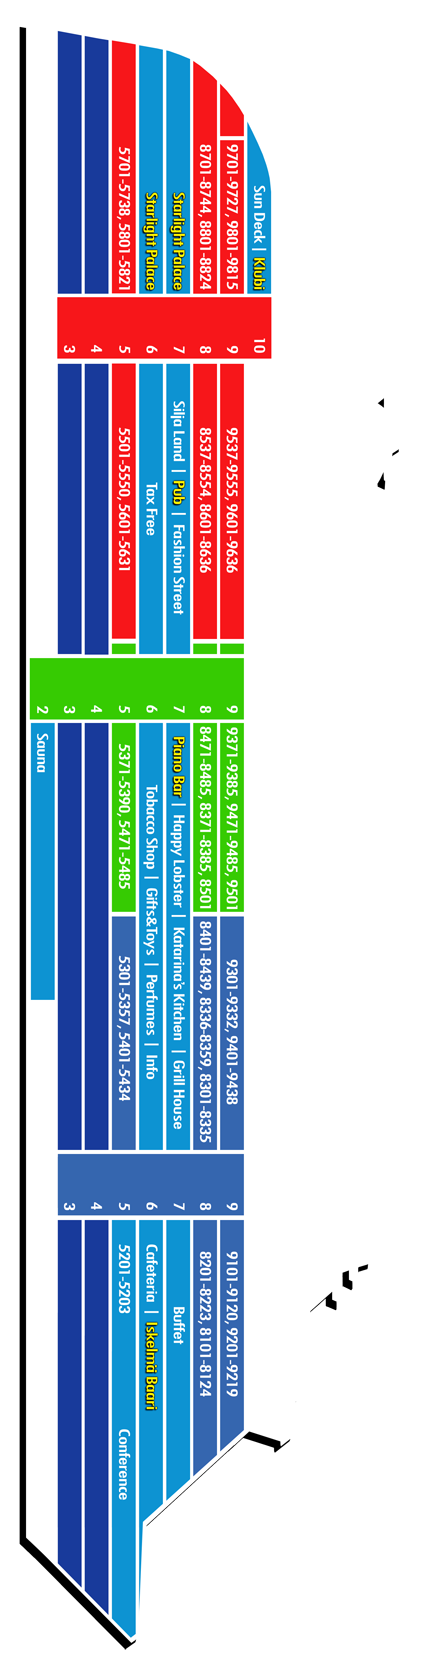 Sun Deck | Klubi
9701-9727, 9801-9815
8701-8744, 8801-8824
Starlight Palace
Starlight Palace
5701-5738, 5801-5821
10
9
8
7
6
5
4
3
9537-9555, 9601-9636
8537-8554, 8601-8636
Silja Land | Pub | Fashion Street
Tax Free
5501-5550, 5601-5631
9
8
7
6
5
4
3
2
9371-9385, 9471-9485, 9501
8471-8485, 8371-8385, 8501
Piano Bar | Happy Lobster | Katarina's Kitchen | Grill House
Tobacco Shop | Gifts&Toys | Perfumes | Info
5371-5390, 5471-5485
Sauna
9301-9332, 9401-9438
8401-8439, 8336-8359, 8301-8335
5301-5357, 5401-5434
9
8
7
6
5
4
3
9101-9120, 9201-9219
8201-8223, 8101-8124
Buffet
Cafeteria | Iskelmä Baari
5201-5203 Conference